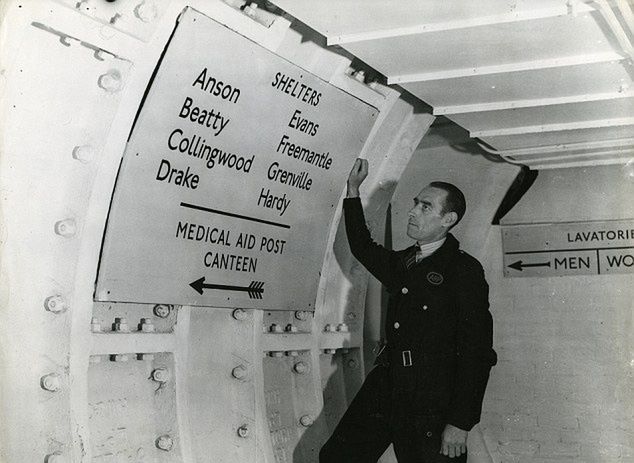 SHELTERS
Anson Evans
Beatty Freemantle
Collingwood Grenville
Drake Hardy
MEDICAL AID POST
CANTEEN
LAVATORIE
MEN WO